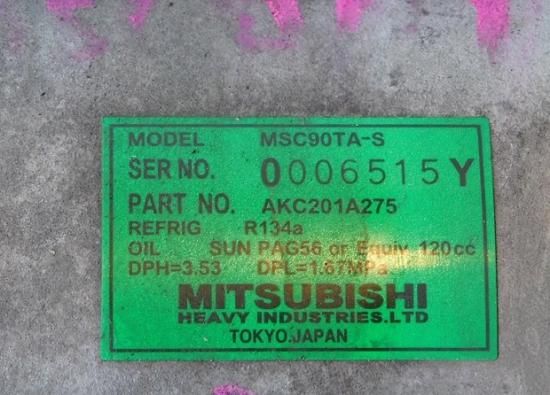 MODEL MSC90TA-S
SER NO. 0006515Y
PART NO. AKC201A275
REFRIG R134a
OIL SUN PAG56 or Equiv. 120cc
DPH=3.53 DPL=1.67MPa
MITSUBISHI
HEAVY INDUSTRIES.LTD
TOKYO.JAPAN